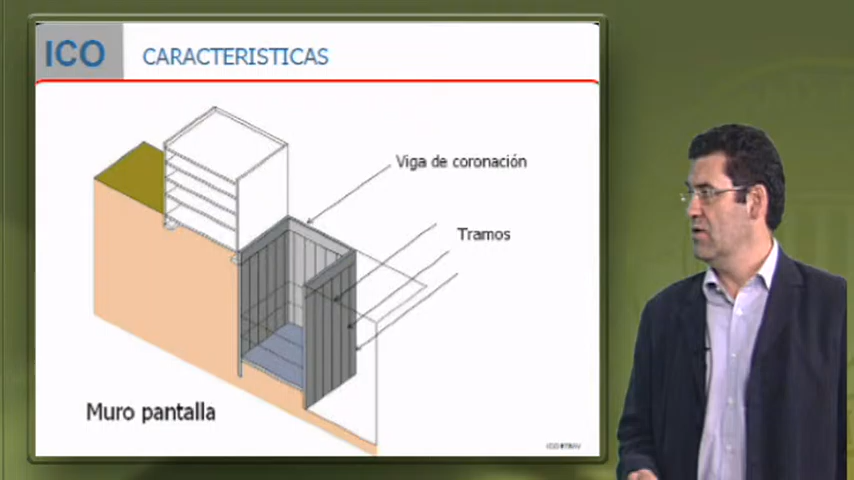 ICO
CARACTERISTICAS
Viga de coronación
Tramos
Muro pantalla